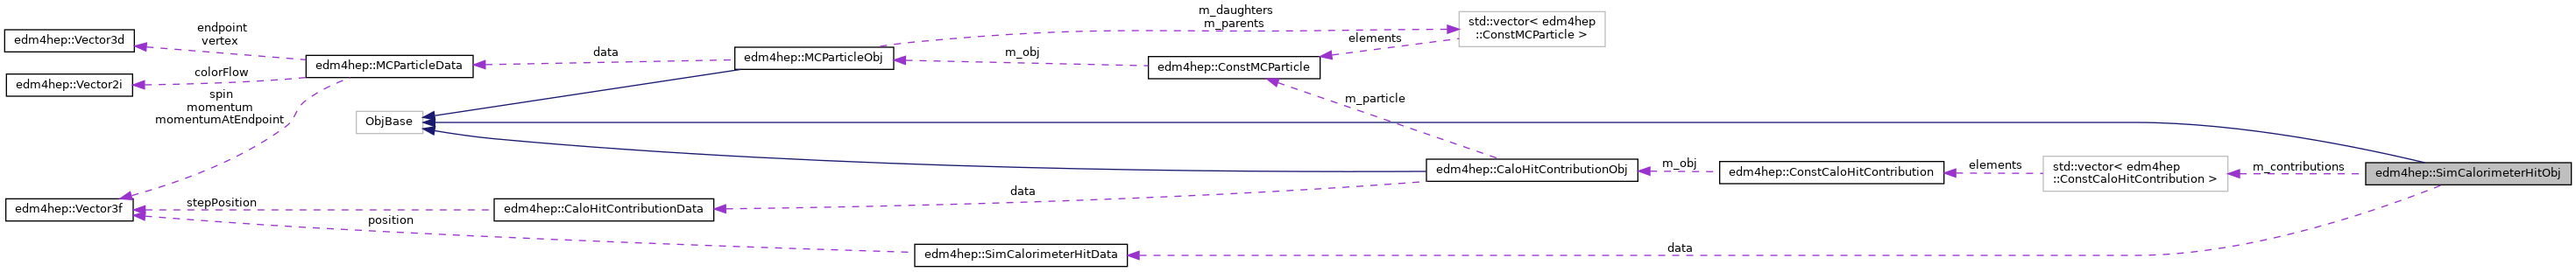 edm4hep::Vector3d
endpoint
vertex
edm4hep::Vector2i
colorFlow
spin
momentum
momentumAtEndpoint
edm4hep::MCParticleData
data
edm4hep::MCParticleObj
m_daughters
m_parents
m_obj
edm4hep::ConstMCParticle
elements
std::vector< edm4hep
::ConstMCParticle >
ObjBase
m_particle
edm4hep::CaloHitContributionObj
m_obj
edm4hep::ConstCaloHitContribution
elements
std::vector< edm4hep
::ConstCaloHitContribution >
m_contributions
edm4hep::SimCalorimeterHitObj
edm4hep::Vector3f
stepPosition
edm4hep::CaloHitContributionData
data
position
edm4hep::SimCalorimeterHitData
data